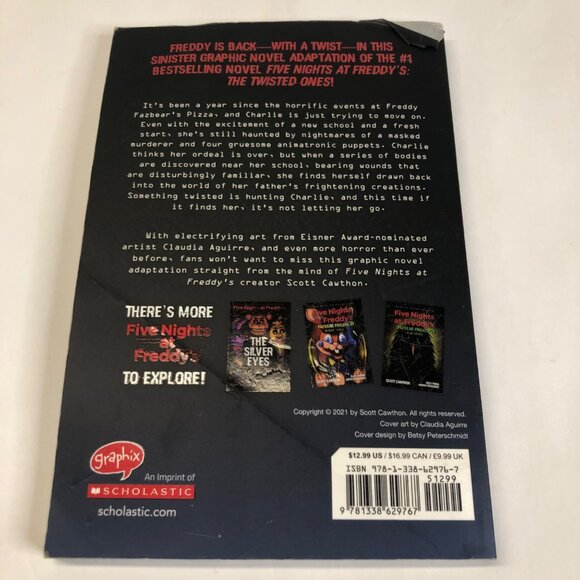 FREDDY IS BACK—WITH A TWIST—IN THIS
SINISTER GRAPHIC NOVEL ADAPTATION OF THE #1
BESTSELLING NOVEL FIVE NIGHTS AT FREDDY'S:
THE TWISTED ONES!
It's been a year since the horrific events at Freddy
Fazbear's Pizza, and Charlie is just trying to move on.
Even with the excitement of a new school and a fresh
start, she's still haunted by nightmares of a masked
murderer and four gruesome animatronic puppets. Charlie
thinks her ordeal is over, but when a series of bodies
are discovered near her school, bearing wounds that
are disturbingly familiar, she finds herself drawn back
into the world of her father's frightening creations.
Something twisted is hunting Charlie, and this time if
it finds her, it's not letting her go.
With electrifying art from Eisner Award-nominated
artist Claudia Aguirre, and even more horror than ever
before, fans won't want to miss this graphic novel
adaptation straight from the mind of Five Nights at
Freddy's creator Scott Cawthon.
THERE'S MORE
Five Nights
at
Freddy's
TO EXPLORE!
Five Nights at Freddy's
THE
SILVER
EYES
Five Nights
at Freddy's
Five Nights
at Freddy's
SCOTT CAWTHON
Copyright © 2021 by Scott Cawthon. All rights reserved.
Cover art by Claudia Aguirre
Cover design by Betsy Peterschmidt
graphix
An Imprint of
SCHOLASTIC
scholastic.com
$12.99 US / $16.99 CAN / £9.99 UK
ISBN 978-1-338-62976-7
51299
9 781338 629767